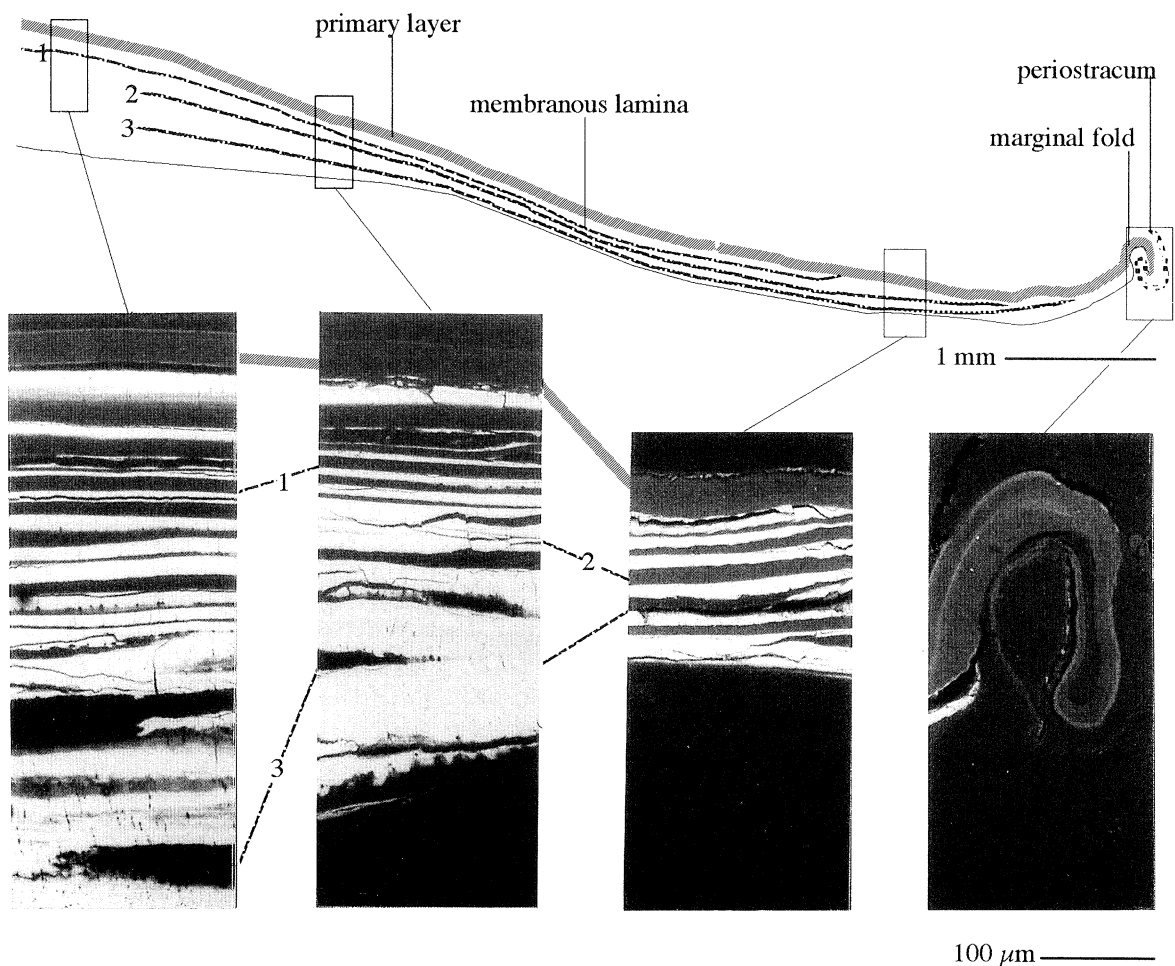 primary layer
periostracum
1
2
membranous lamina
3
marginal fold
1 mm
1
2
3
100 μm